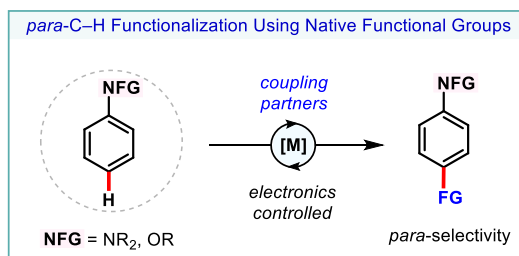 para-C–H Functionalization Using Native Functional Groups
NFG
H
NFG = NR2, OR
coupling
partners
[M]
electronics
controlled
NFG
FG
para-selectivity